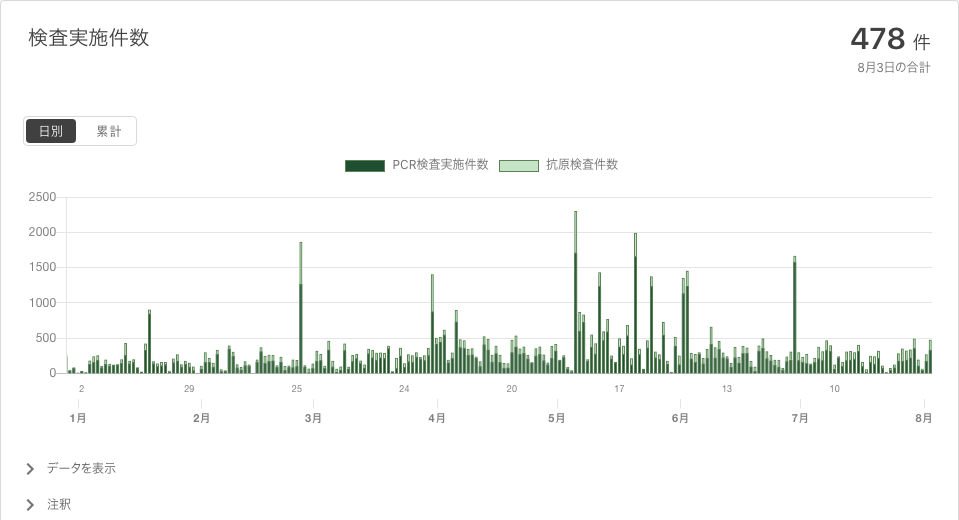 検査実施件数
478 件
8月3日の合計
日別 累計
PCR検査実施件数 抗原検査件数
2500
2000
1500
1000
500
0
2 29 25 24 20 17 13 10
1月 2月 3月 4月 5月 6月 7月 8月
データを表示
注釈